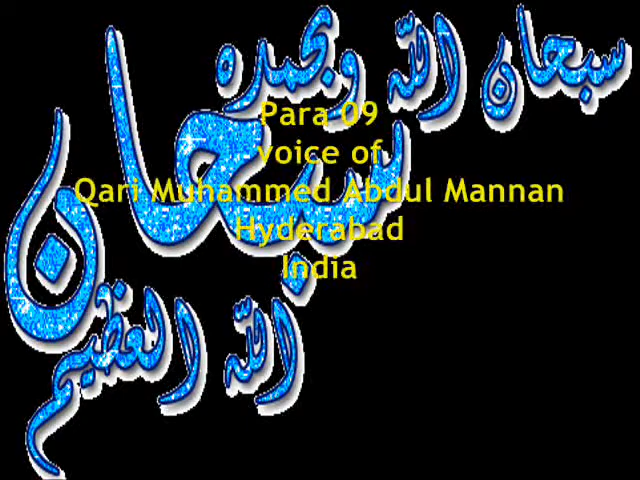 سبحان الله وبحمده
سبحان
الله العظيم
Para 09
voice of
Qari Muhammed Abdul Mannan
Hyderabad
India